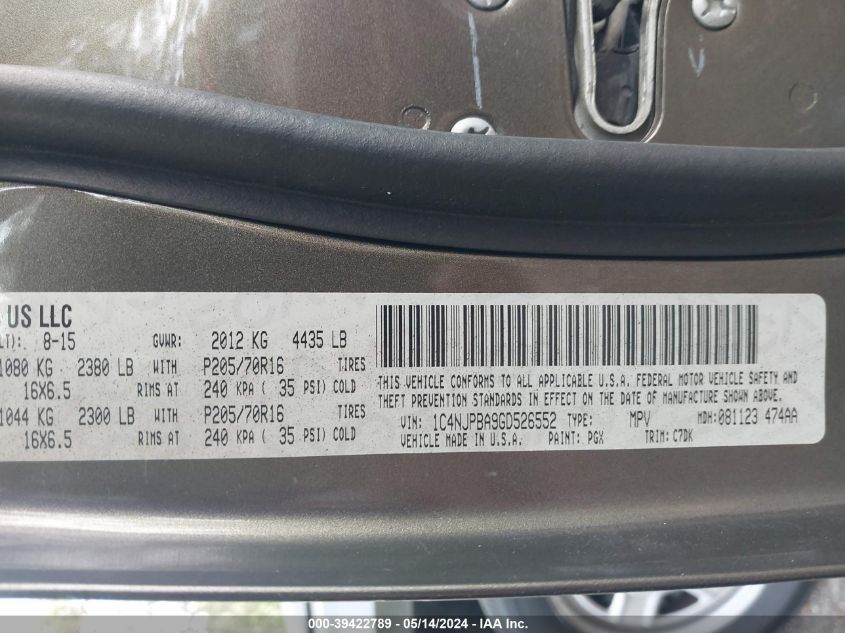 US LLC
LT): 8-15 GVWR: 2012 KG 4435 LB
1080 KG 2380 LB WITH P205/70R16 TIRES
16X6.5 RIMS AT 240 KPA ( 35 PSI) COLD
1044 KG 2300 LB WITH P205/70R16 TIRES
16X6.5 RIMS AT 240 KPA ( 35 PSI) COLD
THIS VEHICLE CONFORMS TO ALL APPLICABLE U.S.A. FEDERAL MOTOR VEHICLE SAFETY AND
THEFT PREVENTION STANDARDS IN EFFECT ON THE DATE OF MANUFACTURE SHOWN ABOVE.
VIN: 1C4NJPBA9GD526552 TYPE: MPV MDH:081123 474AA
VEHICLE MADE IN U.S.A. PAINT: PGX TRIM: C7DK
000-39422789 - 05/14/2024 - IAA Inc.